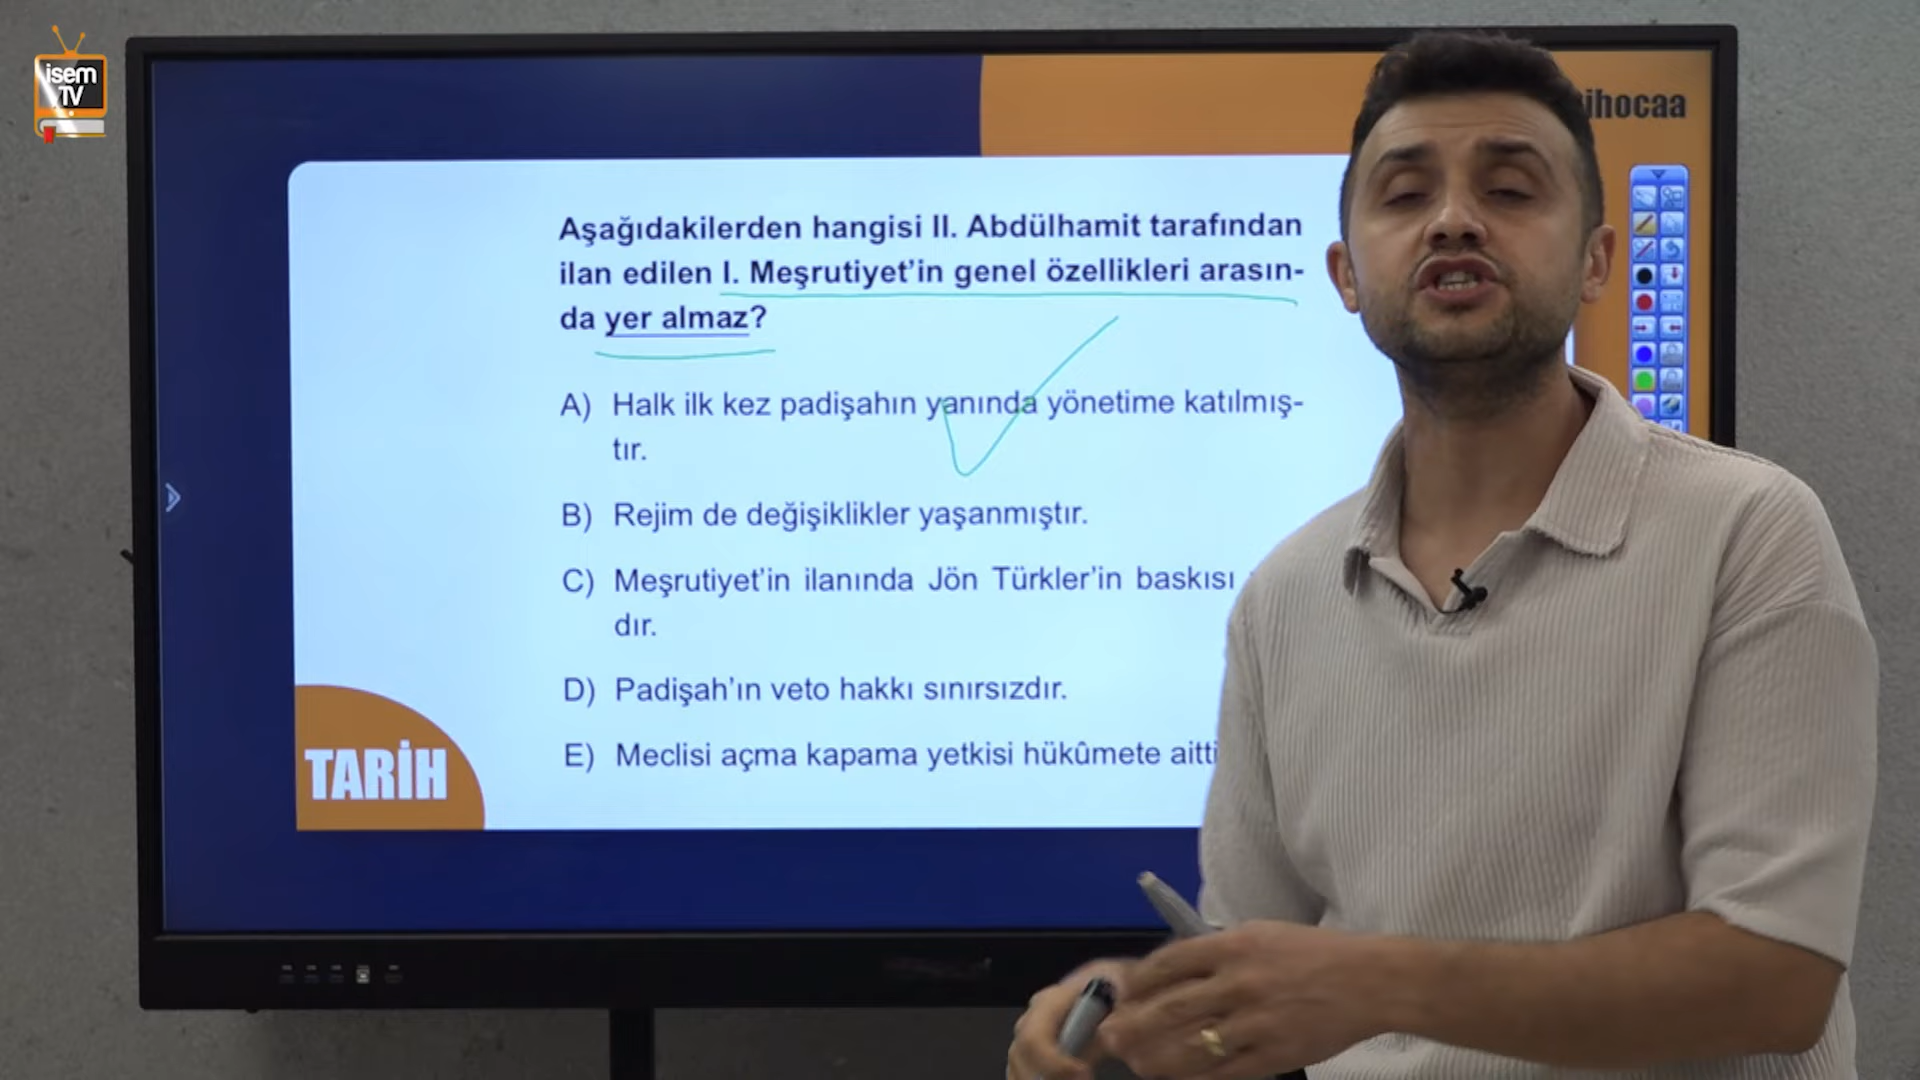 isem
TV
ihocaa
Aşağıdakilerden hangisi II. Abdülhamit tarafından
ilan edilen I. Meşrutiyet’in genel özellikleri arasın-
da yer almaz?
A) Halk ilk kez padişahın yanında yönetime katılmış-
tır.
B) Rejim de değişiklikler yaşanmıştır.
C) Meşrutiyet’in ilanında Jön Türkler’in baskısı
dır.
D) Padişah’ın veto hakkı sınırsızdır.
E) Meclisi açma kapama yetkisi hükûmete aitti
TARİH